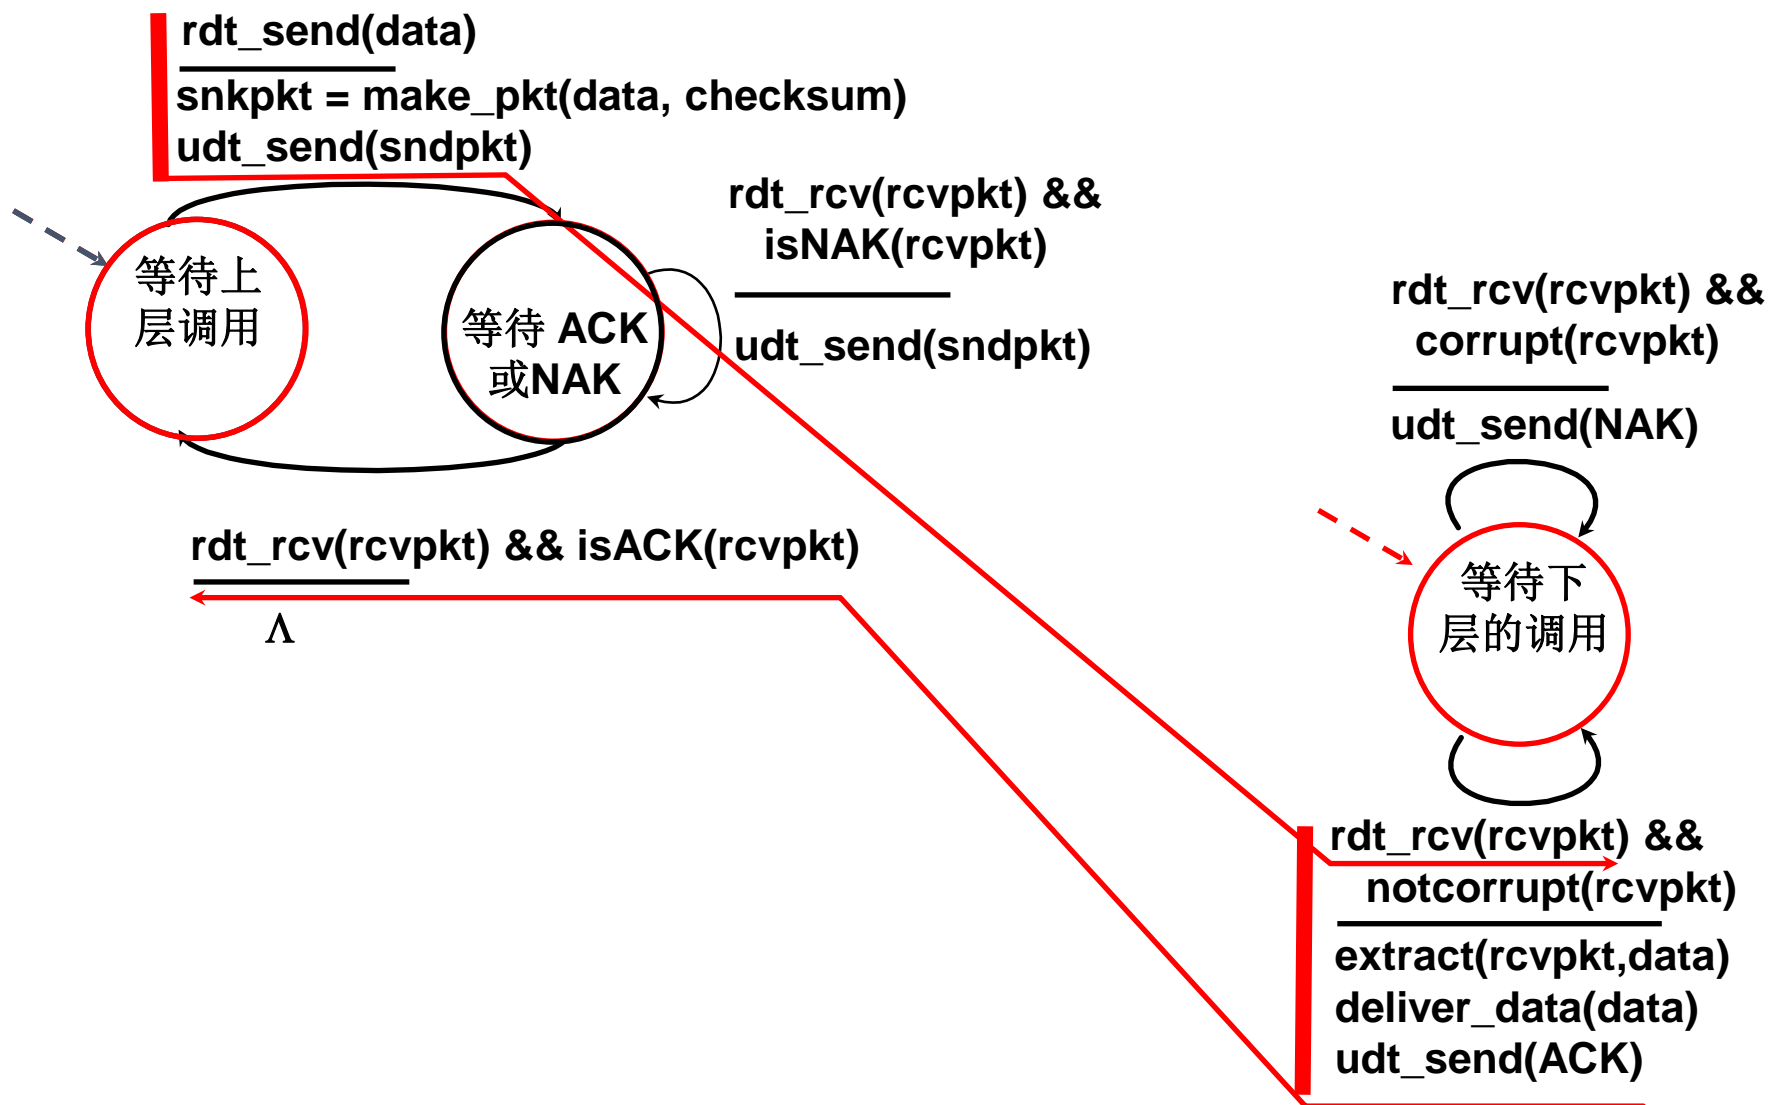 rdt_send(data)
snkpkt = make_pkt(data, checksum)
udt_send(sndpkt)
rdt_rcv(rcvpkt) &&
isNAK(rcvpkt)
udt_send(sndpkt)
等待上
层调用
等待 ACK
或NAK
rdt_rcv(rcvpkt) && isACK(rcvpkt)
Λ
rdt_rcv(rcvpkt) &&
corrupt(rcvpkt)
udt_send(NAK)
等待下
层的调用
rdt_rcv(rcvpkt) &&
notcorrupt(rcvpkt)
extract(rcvpkt,data)
deliver_data(data)
udt_send(ACK)